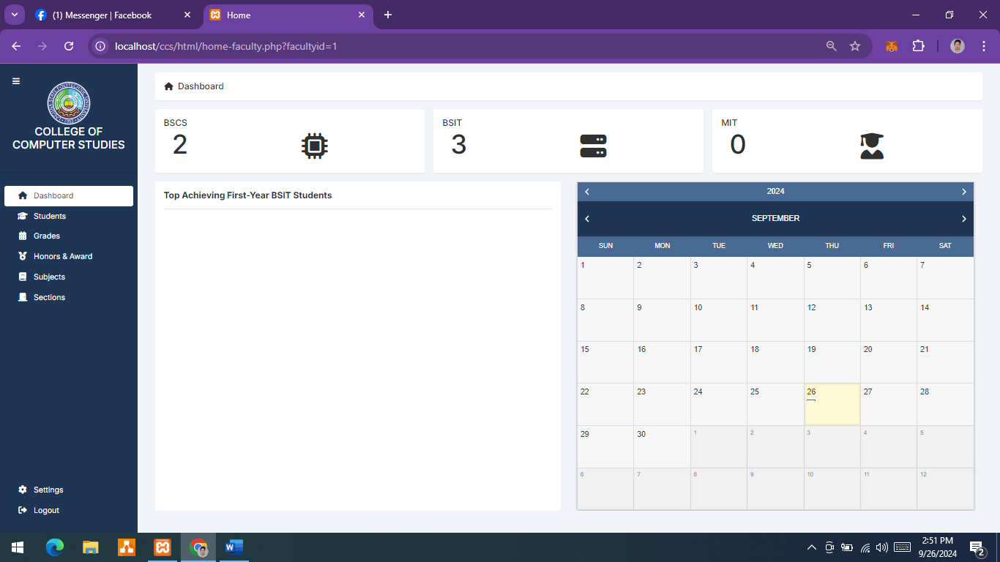 (1) Messenger | Facebook
Home
localhost/ccs/html/home-faculty.php?facultyid=1
COLLEGE OF
COMPUTER STUDIES
Dashboard
Students
Grades
Honors & Award
Subjects
Sections
Settings
Logout
Dashboard
BSCS
2
BSIT
3
MIT
0
Top Achieving First-Year BSIT Students
2024
SEPTEMBER
SUN MON TUE WED THU FRI SAT
1 2 3 4 5 6 7
8 9 10 11 12 13 14
15 16 17 18 19 20 21
22 23 24 25 26 27 28
29 30 1 2 3 4 5
6 7 8 9 10 11 12
2:51 PM
9/26/2024
2